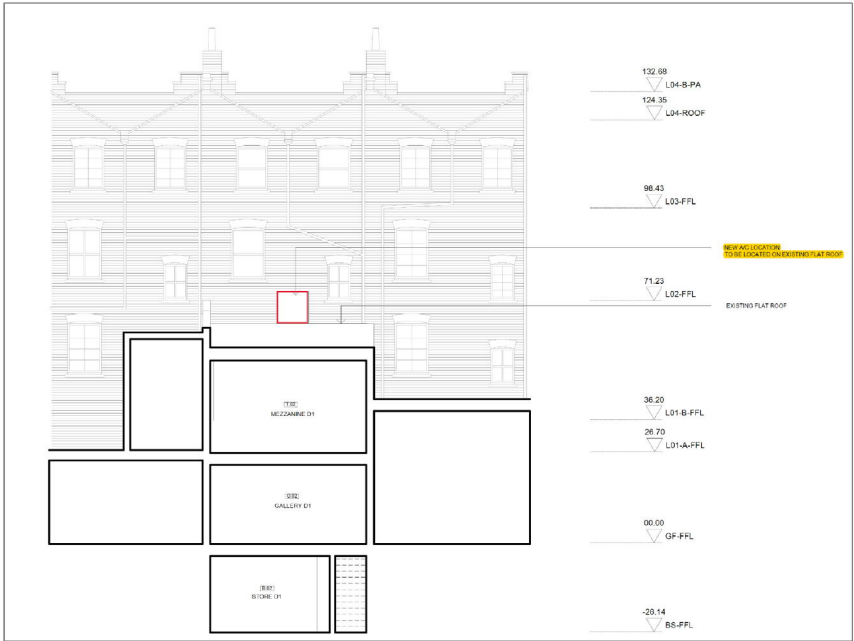 132.68
L04-B-PA
124.35
L04-ROOF
98.43
L03-FFL
NEW A/C LOCATION
TO BE LOCATED ON EXISTING FLAT ROOF
71.23
L02-FFL
EXISTING FLAT ROOF
36.20
L01-B-FFL
MEZZANINE D1
26.70
L01-A-FFL
GALLERY D1
00.00
GF-FFL
STORE D1
-26.14
BS-FFL